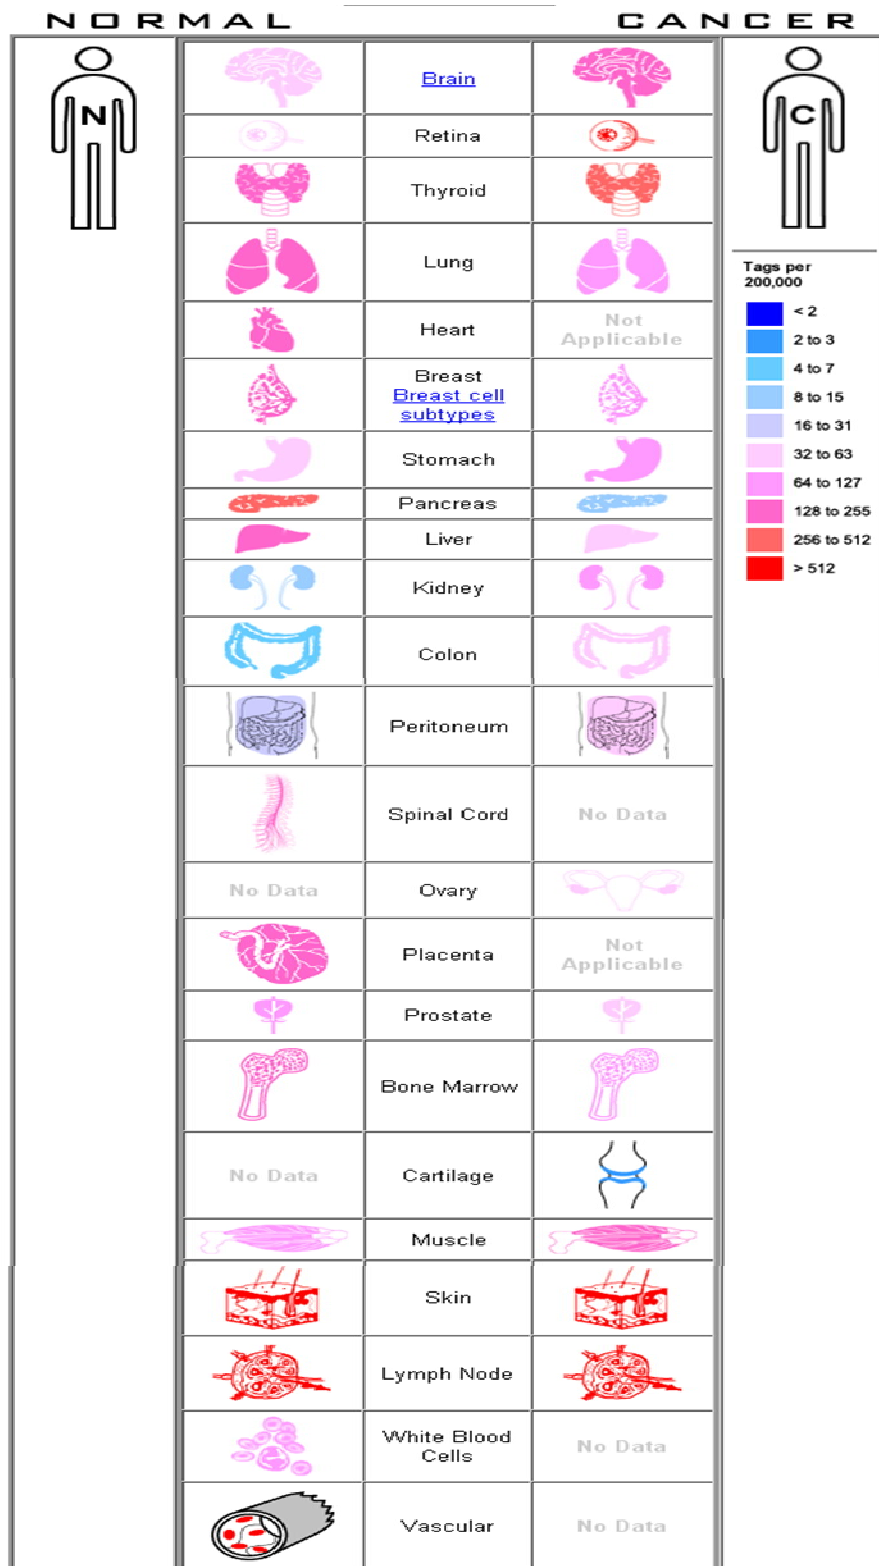 NORMAL
CANCER
N
Brain
C
Retina
Thyroid
Lung
Tags per
200,000
< 2
2 to 3
4 to 7
8 to 15
16 to 31
32 to 63
64 to 127
128 to 255
256 to 512
> 512
Heart
Not
Applicable
Breast
Breast cell
subtypes
Stomach
Pancreas
Liver
Kidney
Colon
Peritoneum
Spinal Cord
No Data
No Data
Ovary
Placenta
Not
Applicable
Prostate
Bone Marrow
No Data
Cartilage
Muscle
Skin
Lymph Node
White Blood
Cells
No Data
Vascular
No Data